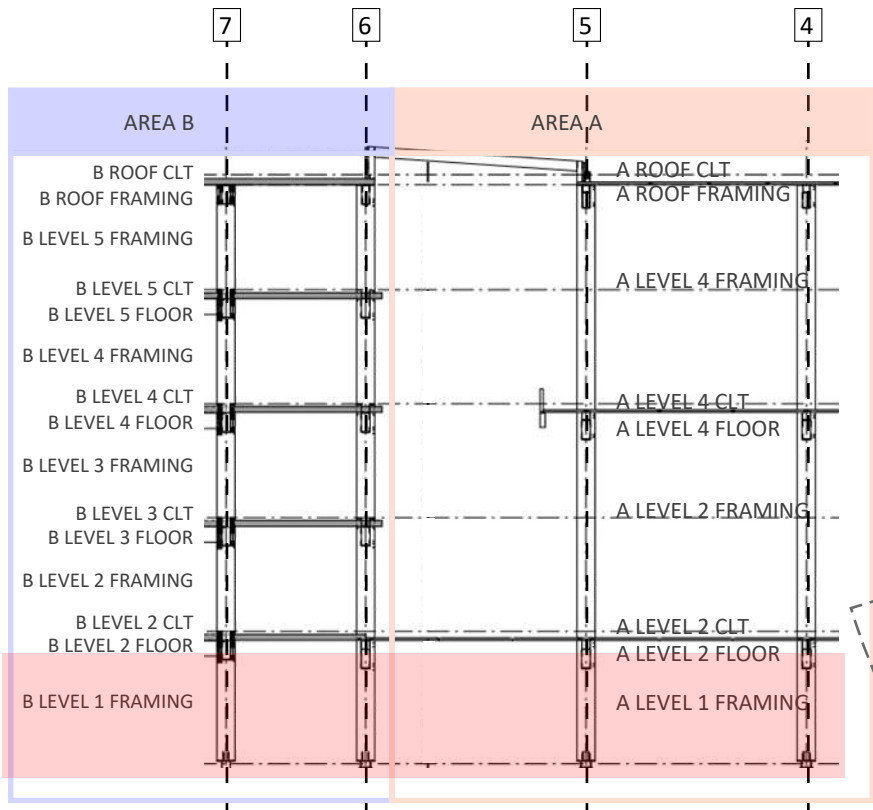 7 6 5 4
AREA B AREA A
B ROOF CLT A ROOF CLT
B ROOF FRAMING A ROOF FRAMING
B LEVEL 5 FRAMING
B LEVEL 5 CLT A LEVEL 4 FRAMING
B LEVEL 5 FLOOR
B LEVEL 4 FRAMING
B LEVEL 4 CLT A LEVEL 4 CLT
B LEVEL 4 FLOOR A LEVEL 4 FLOOR
B LEVEL 3 FRAMING
B LEVEL 3 CLT A LEVEL 2 FRAMING
B LEVEL 3 FLOOR
B LEVEL 2 FRAMING
B LEVEL 2 CLT A LEVEL 2 CLT
B LEVEL 2 FLOOR A LEVEL 2 FLOOR
B LEVEL 1 FRAMING A LEVEL 1 FRAMING